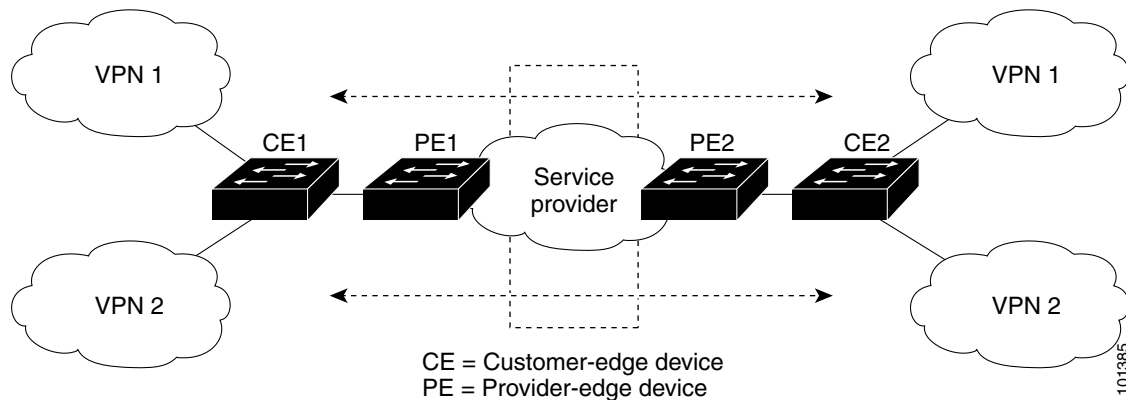 VPN 1
VPN 1
CE1
PE1
PE2
CE2
Service
provider
VPN 2
VPN 2
CE = Customer-edge device
PE = Provider-edge device
101385